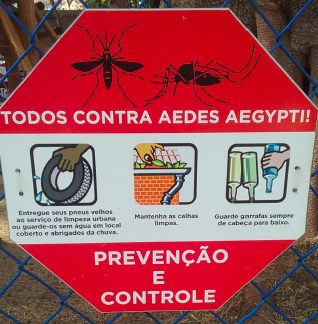 TODOS CONTRA AEDES AEGYPTI!
Entregue seus pneus velhos
ao serviço de limpeza urbana
ou guarde-os sem água em local
coberto e abrigados da chuva.
Mantenha as calhas
limpas.
Guarde garrafas sempre
de cabeça para baixo.
PREVENÇÃO
E
CONTROLE